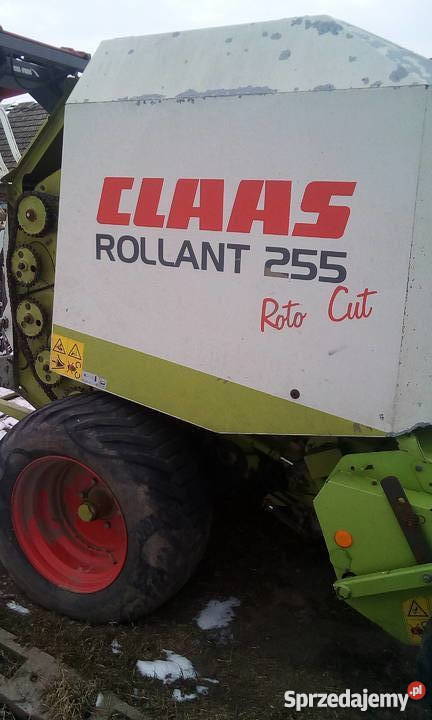 CLAAS
ROLLANT 255
Roto Cut
Sprzedajemy.pl